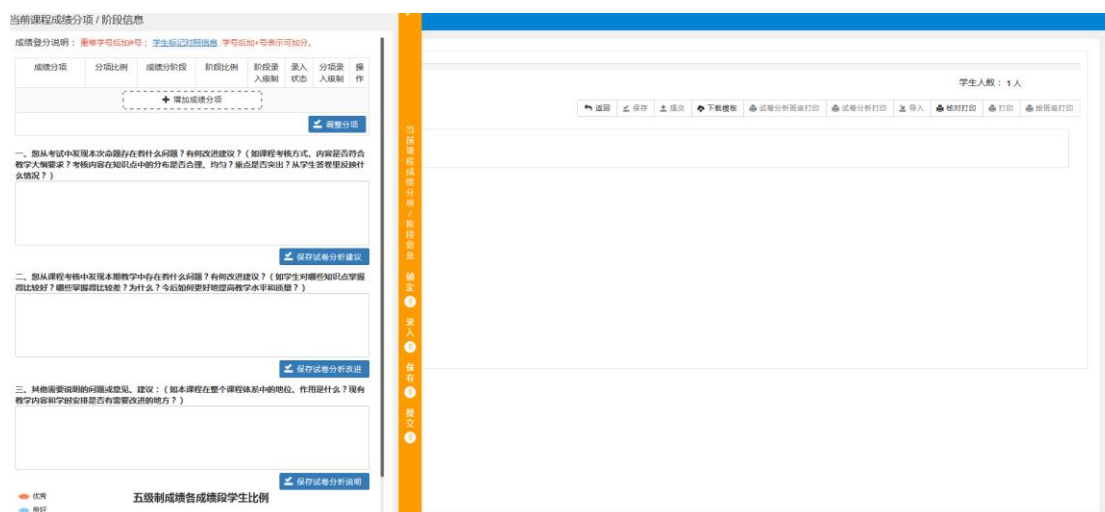 当前课程成绩分项 / 阶段信息
成绩登分说明： 重修学号后加#号； 学生标记对照信息 学号后加+号表示可加分。
成绩分项 分项比例 成绩分阶段 阶段比例 阶段录入级制 录入状态 分项录入级制 操作
增加成绩分项
调整分项
一、您从考试中发现本次命题存在着什么问题？有何改进建议？（如课程考核方式、内容是否符合
教学大纲要求？考核内容在知识点中的分布是否合理、均匀？重点是否突出？从学生答卷里反映什
么情况？）
保存试卷分析建议
二、您从课程考核中发现本期教学中存在着什么问题？有何改进建议？（如学生对哪些知识点掌握
得比较好？哪些掌握得比较差？为什么？今后如何更好地提高教学水平和质量？）
保存试卷分析改进
三、其他需要说明的问题或意见、建议：（如本课程在整个课程体系中的地位、作用是什么？现有
教学内容和学时安排是否有需要改进的地方？）
保存试卷分析说明
五级制成绩各成绩段学生比例
优秀
良好
当前课程成绩分项/阶段信息 确定 0 录入 0 保存 0 提交 0
学生人数：1人
返回 保存 提交 下载模板 试卷分析班级打印 试卷分析打印 导入 核对打印 打印 按班级打印